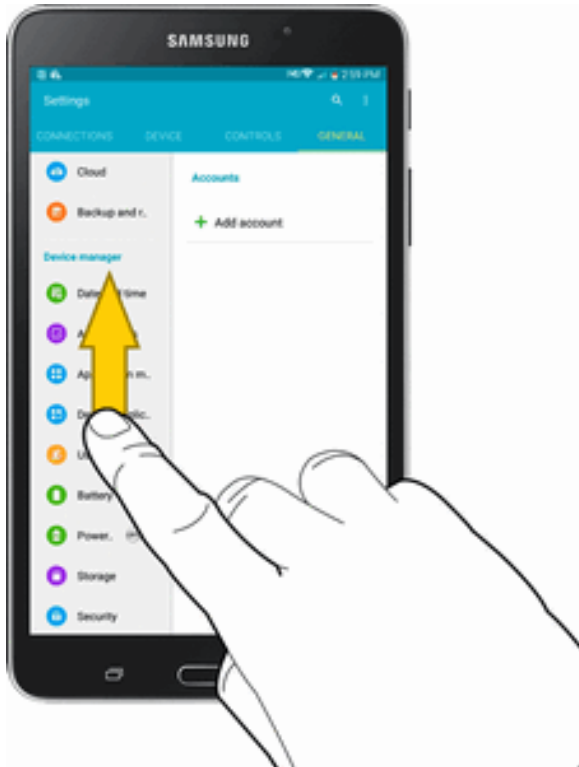 SAMSUNG
2:59 PM
Settings
CONNECTIONS DEVICE CONTROLS GENERAL
Cloud
Accounts
Backup and r..
Add account
Device manager
time
m..
Battery
Power..
Storage
Security